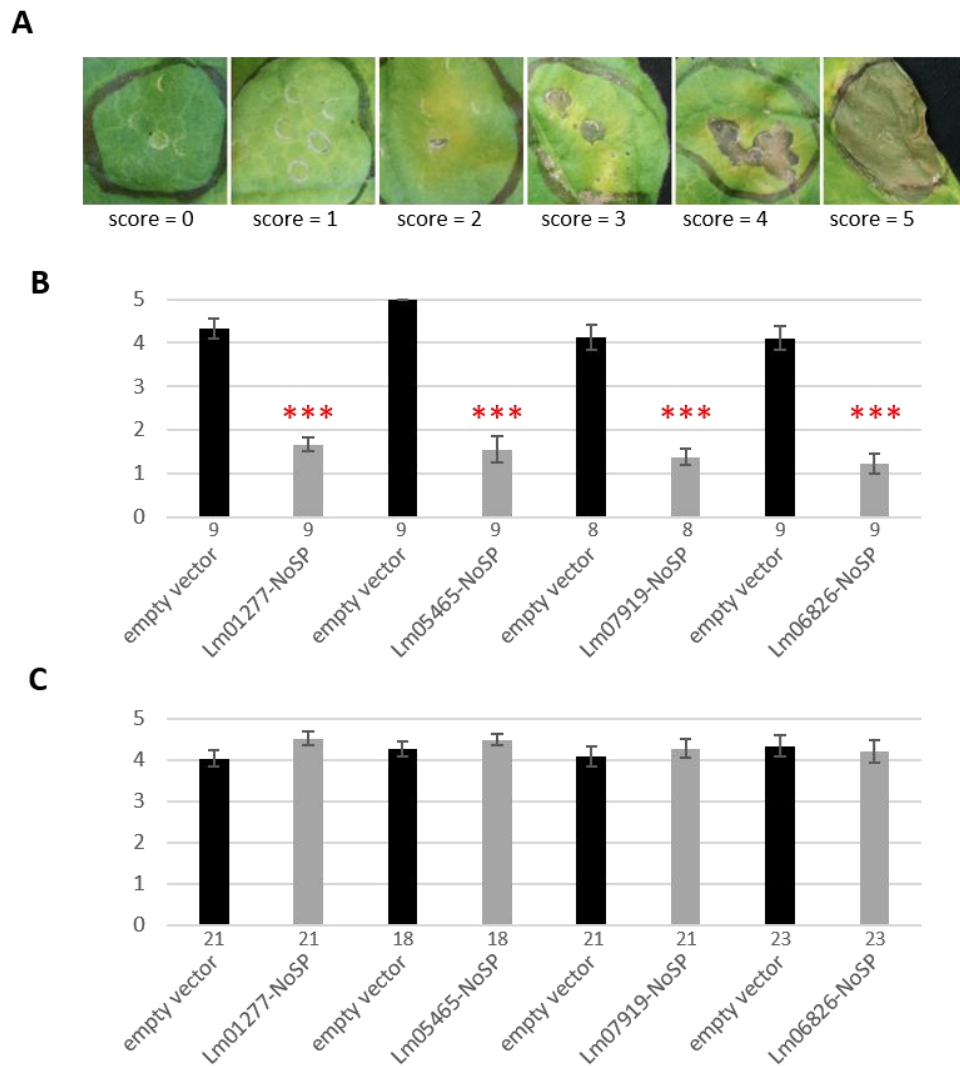 A
score = 0 score = 1 score = 2 score = 3 score = 4 score = 5
B
5
4
3
2
1
0
*** *** *** ***
9 9 9 9 8 8 9 9
empty vector Lm01277-NoSP empty vector Lm05465-NoSP empty vector Lm07919-NoSP empty vector Lm06826-NoSP
C
5
4
3
2
1
0
21 21 18 18 21 21 23 23
empty vector Lm01277-NoSP empty vector Lm05465-NoSP empty vector Lm07919-NoSP empty vector Lm06826-NoSP